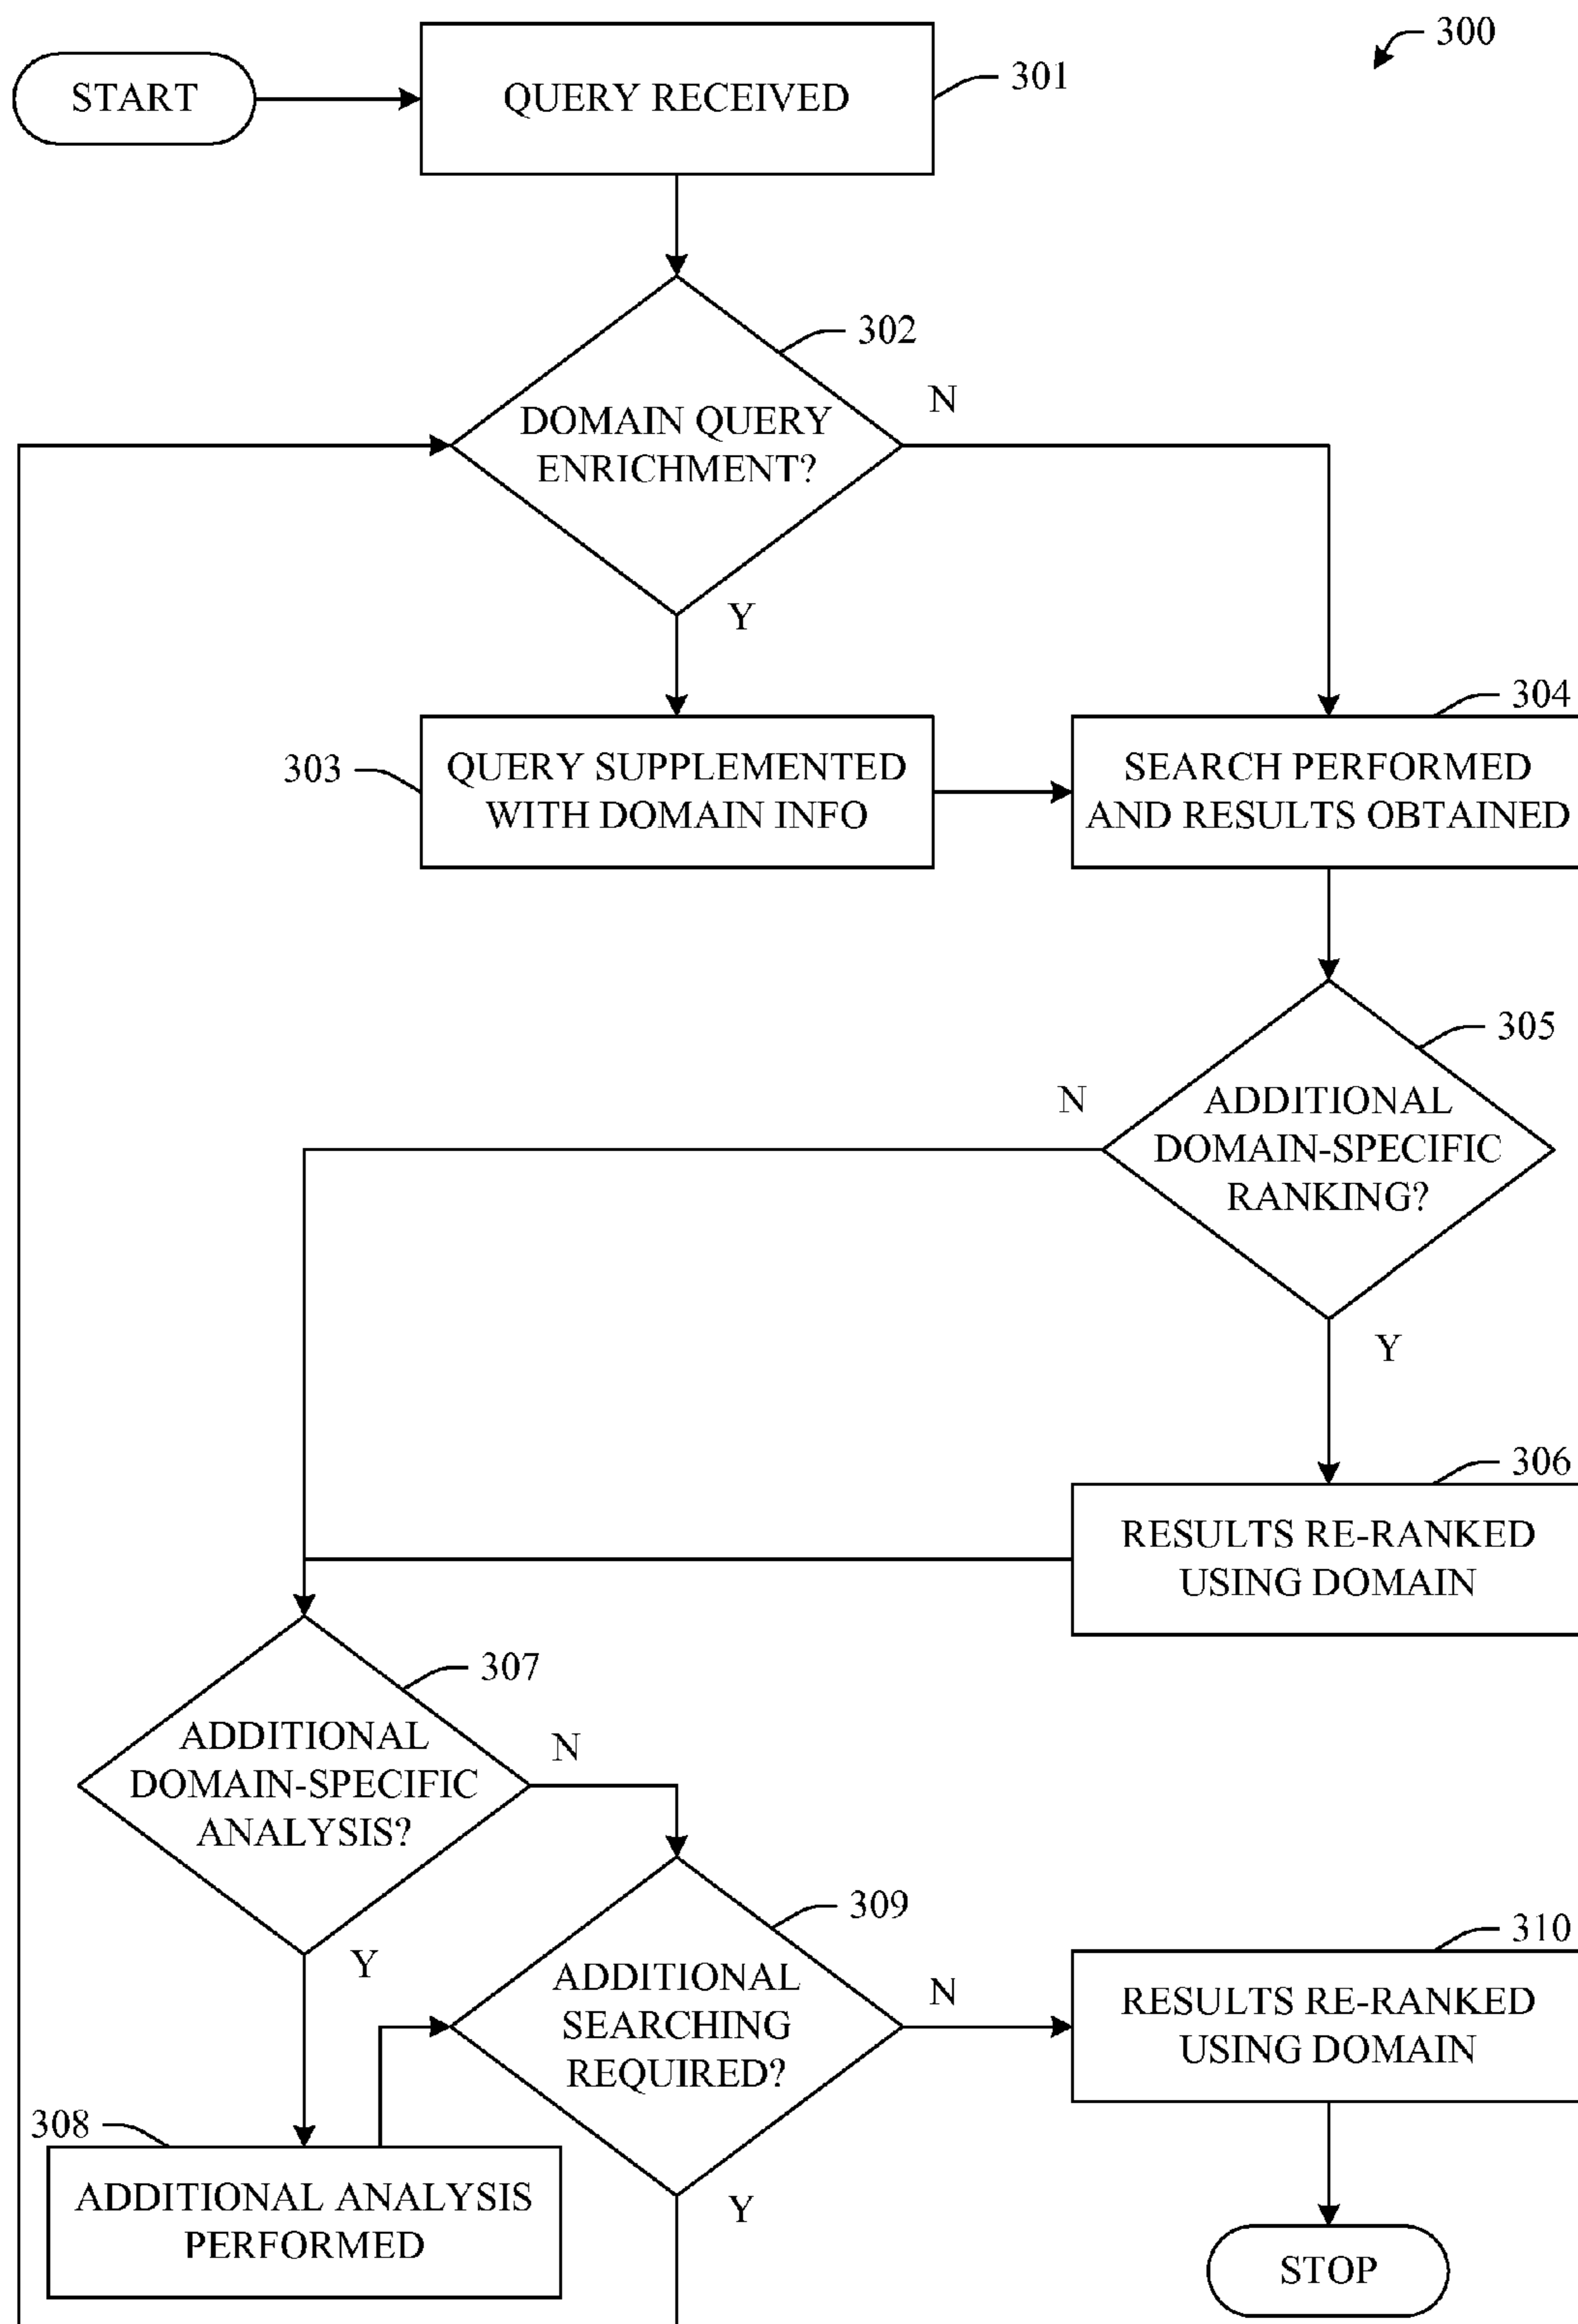 300
START
QUERY RECEIVED
301
302
DOMAIN QUERY
ENRICHMENT?
N
Y
303
QUERY SUPPLEMENTED
WITH DOMAIN INFO
304
SEARCH PERFORMED
AND RESULTS OBTAINED
305
ADDITIONAL
DOMAIN-SPECIFIC
RANKING?
N
Y
306
RESULTS RE-RANKED
USING DOMAIN
307
ADDITIONAL
DOMAIN-SPECIFIC
ANALYSIS?
N
Y
308
ADDITIONAL ANALYSIS
PERFORMED
309
ADDITIONAL
SEARCHING
REQUIRED?
N
Y
310
RESULTS RE-RANKED
USING DOMAIN
STOP